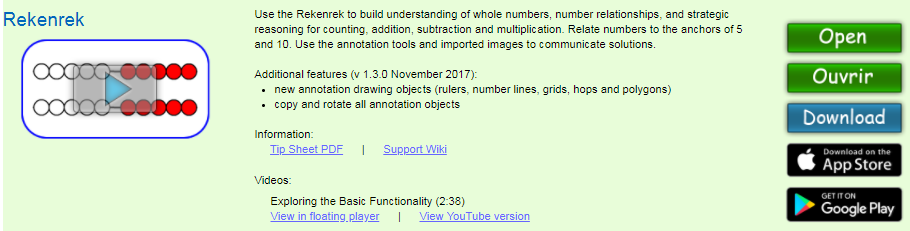 Rekenrek
Use the Rekenrek to build understanding of whole numbers, number relationships, and strategic
reasoning for counting, addition, subtraction and multiplication. Relate numbers to the anchors of 5
and 10. Use the annotation tools and imported images to communicate solutions.
Additional features (v 1.3.0 November 2017):
• new annotation drawing objects (rulers, number lines, grids, hops and polygons)
• copy and rotate all annotation objects
Information:
Tip Sheet PDF | Support Wiki
Videos:
Exploring the Basic Functionality (2:38)
View in floating player | View YouTube version
Open
Ouvrir
Download
Download on the
App Store
GET IT ON
Google Play